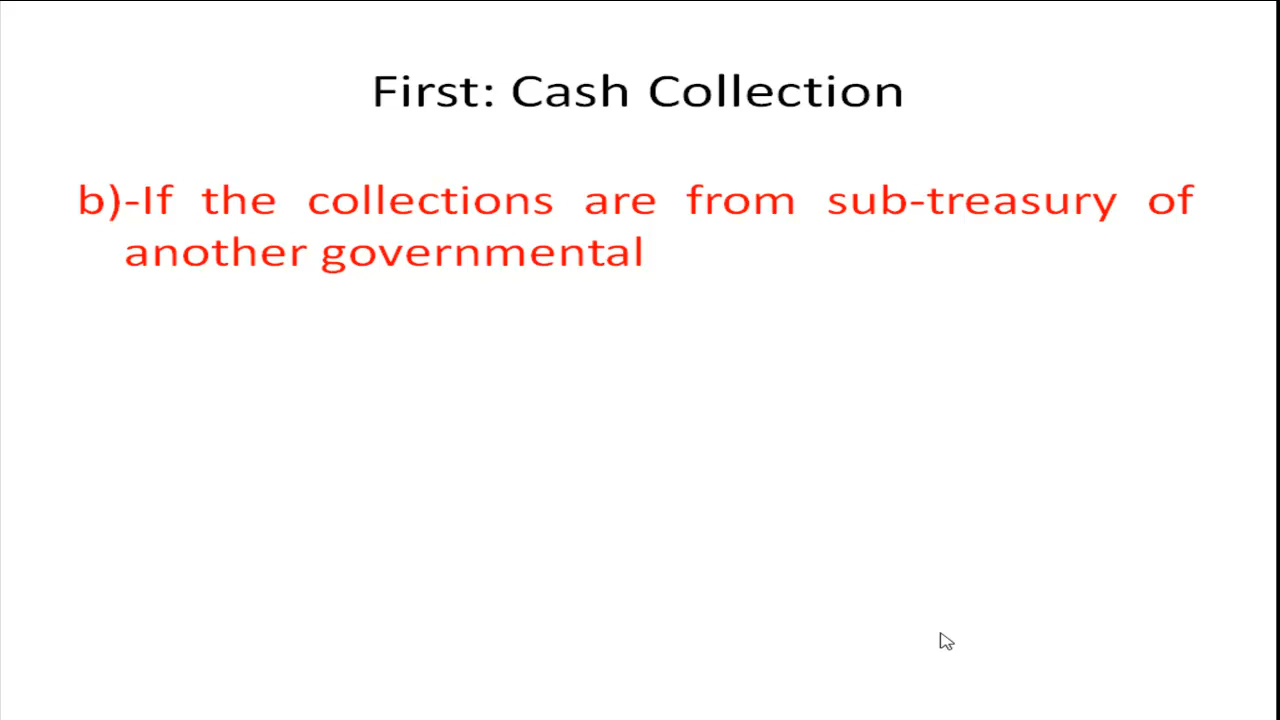 First: Cash Collection
b)-If the collections are from sub-treasury of
another governmental